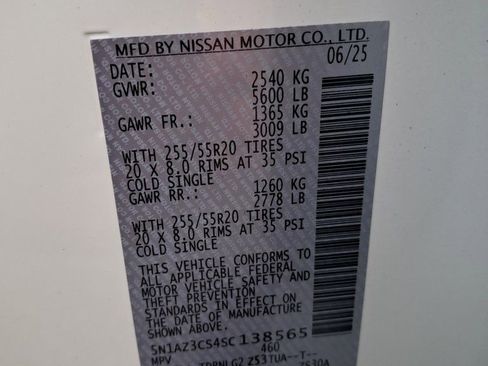 MFD BY NISSAN MOTOR CO., LTD.
DATE: 06/25
GVWR: 2540 KG
5600 LB
GAWR FR.: 1365 KG
3009 LB
WITH 255/55R20 TIRES
20 X 8.0 RIMS AT 35 PSI
COLD SINGLE
GAWR RR.: 1260 KG
2778 LB
WITH 255/55R20 TIRES
20 X 8.0 RIMS AT 35 PSI
COLD SINGLE
THIS VEHICLE CONFORMS TO
ALL APPLICABLE FEDERAL
MOTOR VEHICLE SAFETY AND
THEFT PREVENTION
STANDARDS IN EFFECT ON
THE DATE OF MANUFACTURE
SHOWN ABOVE.
5N1AZ3CS4SC138565
MPV 460